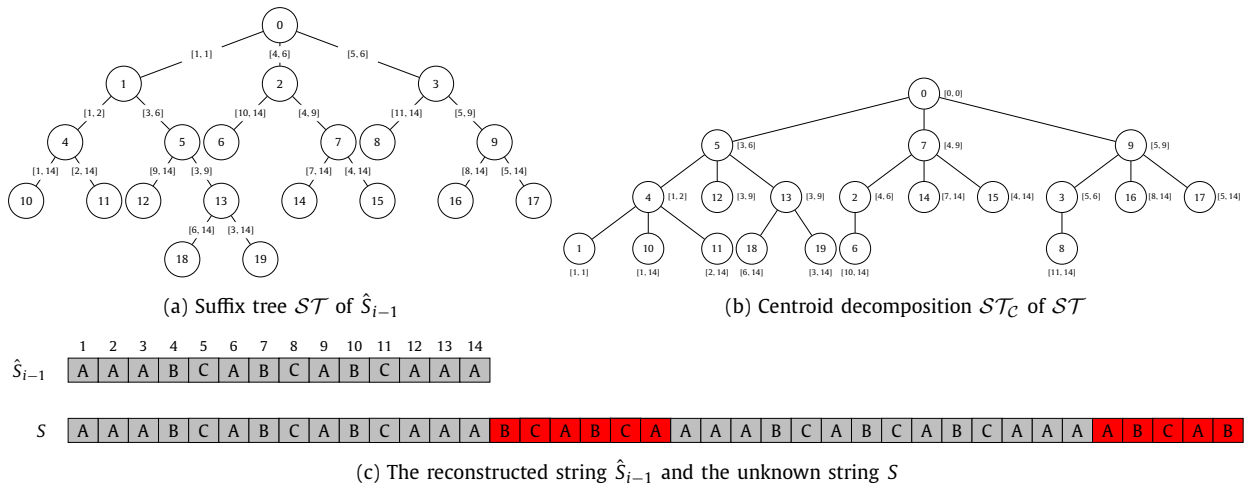 0
[1, 1] [4, 6] [5, 6]
1 2 3
[1, 2] [3, 6] [10, 14] [4, 9] [11, 14] [5, 9]
4 5 6 7 8 9
[1, 14] [2, 14] [9, 14] [3, 9] [7, 14] [4, 14] [8, 14] [5, 14]
10 11 12 13 14 15 16 17
[6, 14] [3, 14]
18 19
(a) Suffix tree 𝒮𝒯 of Ŝ_{i−1}
0 [0, 0]
5 [3, 6] 7 [4, 9] 9 [5, 9]
4 [1, 2] 12 [3, 9] 13 [3, 9] 2 [4, 6] 14 [7, 14] 15 [4, 14] 3 [5, 6] 16 [8, 14] 17 [5, 14]
1 10 11 18 19 6 8
[1, 1] [1, 14] [2, 14] [6, 14] [3, 14] [10, 14] [11, 14]
(b) Centroid decomposition 𝒮𝒯_𝒞 of 𝒮𝒯
1 2 3 4 5 6 7 8 9 10 11 12 13 14
Ŝ_{i−1} A A A B C A B C A B C A A A
S A A A B C A B C A B C A A A B C A B C A A A A B C A B C A B C A A A A B C A B
(c) The reconstructed string Ŝ_{i−1} and the unknown string S